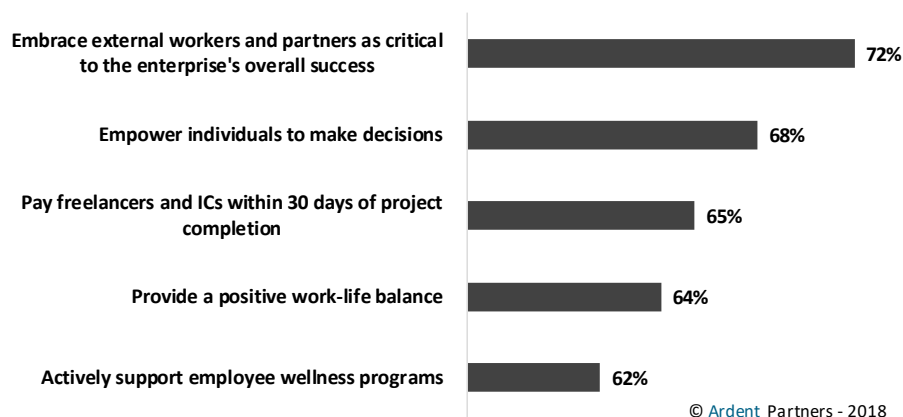 Embrace external workers and partners as critical
to the enterprise's overall success
72%
Empower individuals to make decisions
68%
Pay freelancers and ICs within 30 days of project
completion
65%
Provide a positive work-life balance
64%
Actively support employee wellness programs
62%
© Ardent Partners - 2018